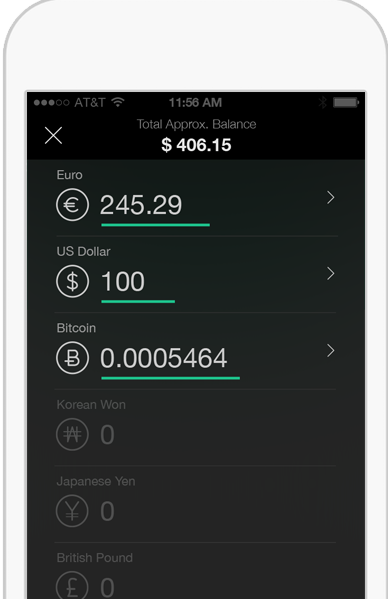 AT&T 11:56 AM
Total Approx. Balance
$ 406.15
Euro
€ 245.29
US Dollar
$ 100
Bitcoin
Ƀ 0.0005464
Korean Won
₩ 0
Japanese Yen
¥ 0
British Pound
£ 0